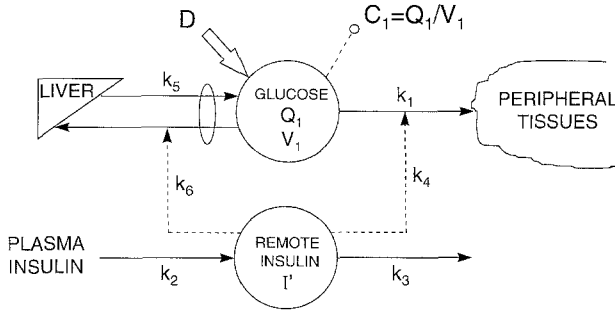 D
C₁=Q₁/V₁
LIVER
k₅
GLUCOSE
Q₁
V₁
k₁
PERIPHERAL
TISSUES
k₆
k₄
PLASMA
INSULIN
k₂
REMOTE
INSULIN
I'
k₃